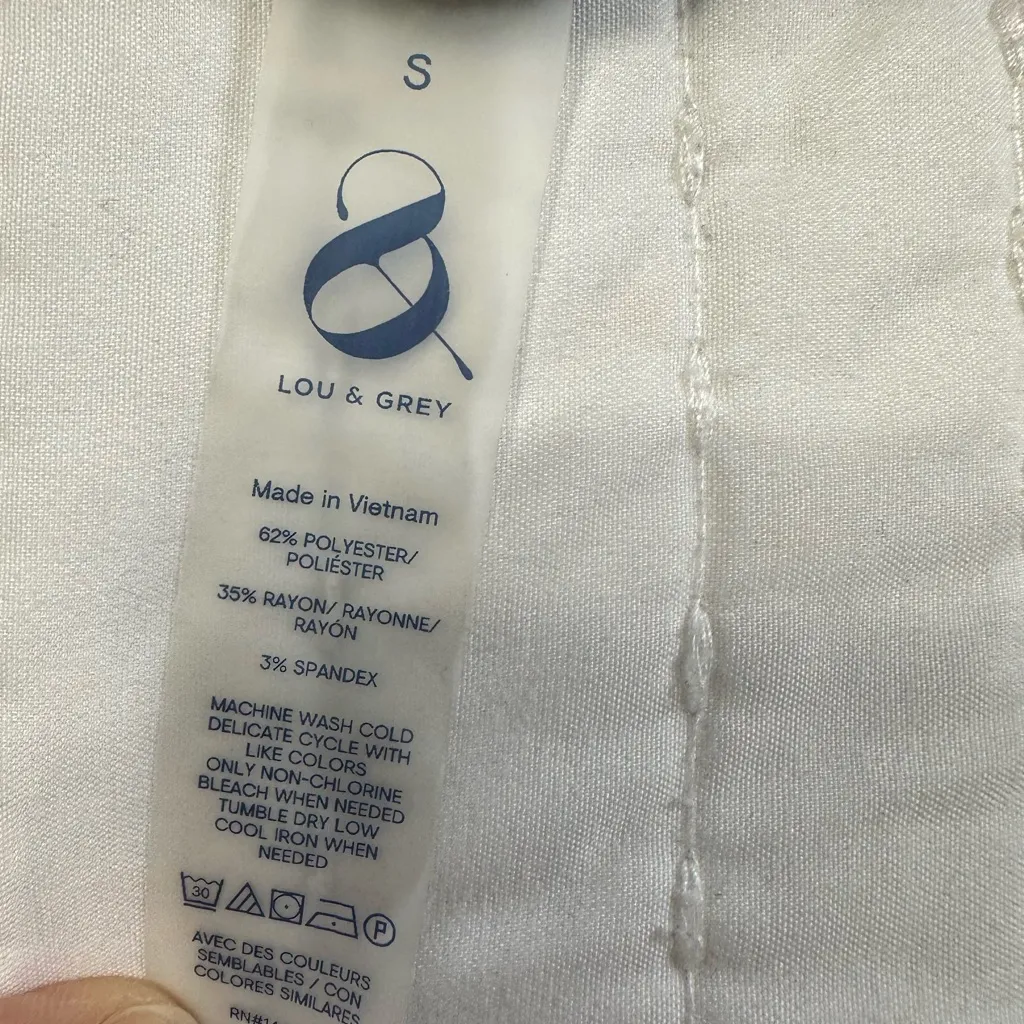 S
&
LOU & GREY
Made in Vietnam
62% POLYESTER/
POLIÉSTER
35% RAYON/ RAYONNE/
RAYÓN
3% SPANDEX
MACHINE WASH COLD
DELICATE CYCLE WITH
LIKE COLORS
ONLY NON-CHLORINE
BLEACH WHEN NEEDED
TUMBLE DRY LOW
COOL IRON WHEN
NEEDED
30 P
AVEC DES COULEURS
SEMBLABLES / CON
COLORES SIMILARES